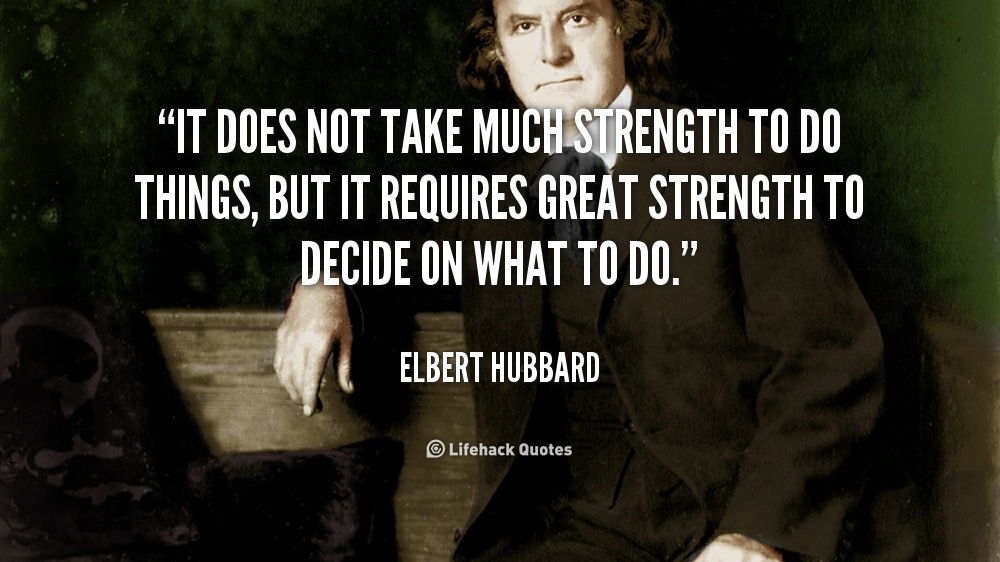 “IT DOES NOT TAKE MUCH STRENGTH TO DO
THINGS, BUT IT REQUIRES GREAT STRENGTH TO
DECIDE ON WHAT TO DO.”
ELBERT HUBBARD
Lifehack Quotes